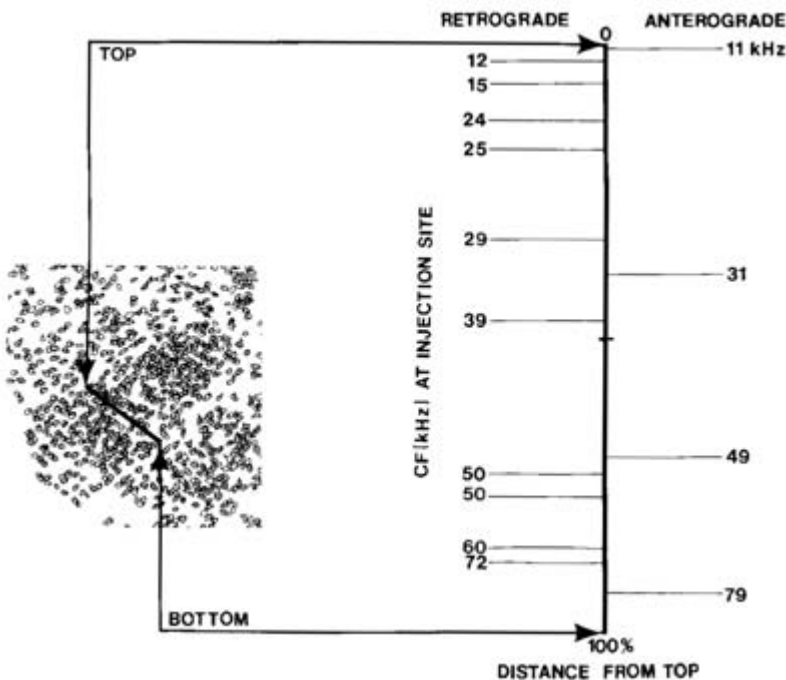 RETROGRADE
ANTEROGRADE
0
TOP
11 kHz
12
15
24
25
29
31
39
CF(kHz) AT INJECTION SITE
49
50
50
60
72
79
BOTTOM
100%
DISTANCE FROM TOP